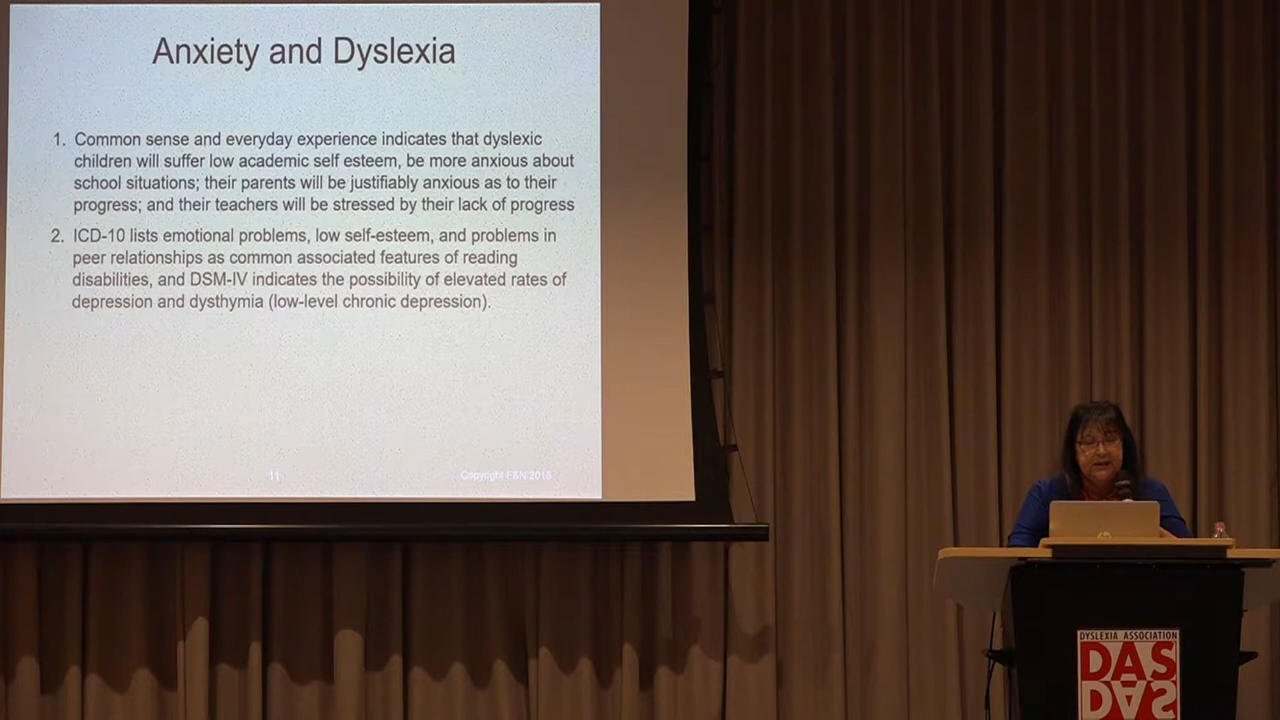 Anxiety and Dyslexia
1. Common sense and everyday experience indicates that dyslexic
children will suffer low academic self esteem, be more anxious about
school situations; their parents will be justifiably anxious as to their
progress; and their teachers will be stressed by their lack of progress
2. ICD-10 lists emotional problems, low self-esteem, and problems in
peer relationships as common associated features of reading
disabilities, and DSM-IV indicates the possibility of elevated rates of
depression and dysthymia (low-level chronic depression).
11
Copyright F&N 2018
DYSLEXIA ASSOCIATION
DAS
DAS